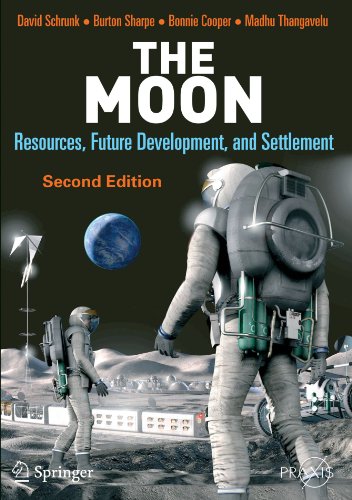 David Schrunk • Burton Sharpe • Bonnie Cooper • Madhu Thangavelu
THE
MOON
Resources, Future Development, and Settlement
Second Edition
Springer
PRAXIS